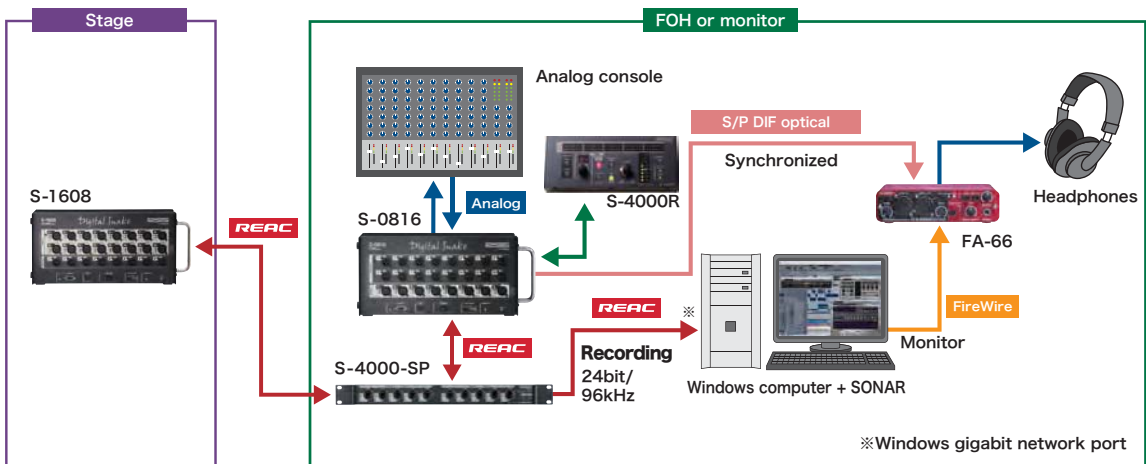 Stage
FOH or monitor
Analog console
S/P DIF optical
Synchronized
S-4000R
Headphones
S-1608
Digital Snake
REAC
S-0816
Analog
Digital Snake
FA-66
REAC
※
FireWire
REAC
Monitor
S-4000-SP
Recording
24bit/
96kHz
Windows computer + SONAR
※Windows gigabit network port